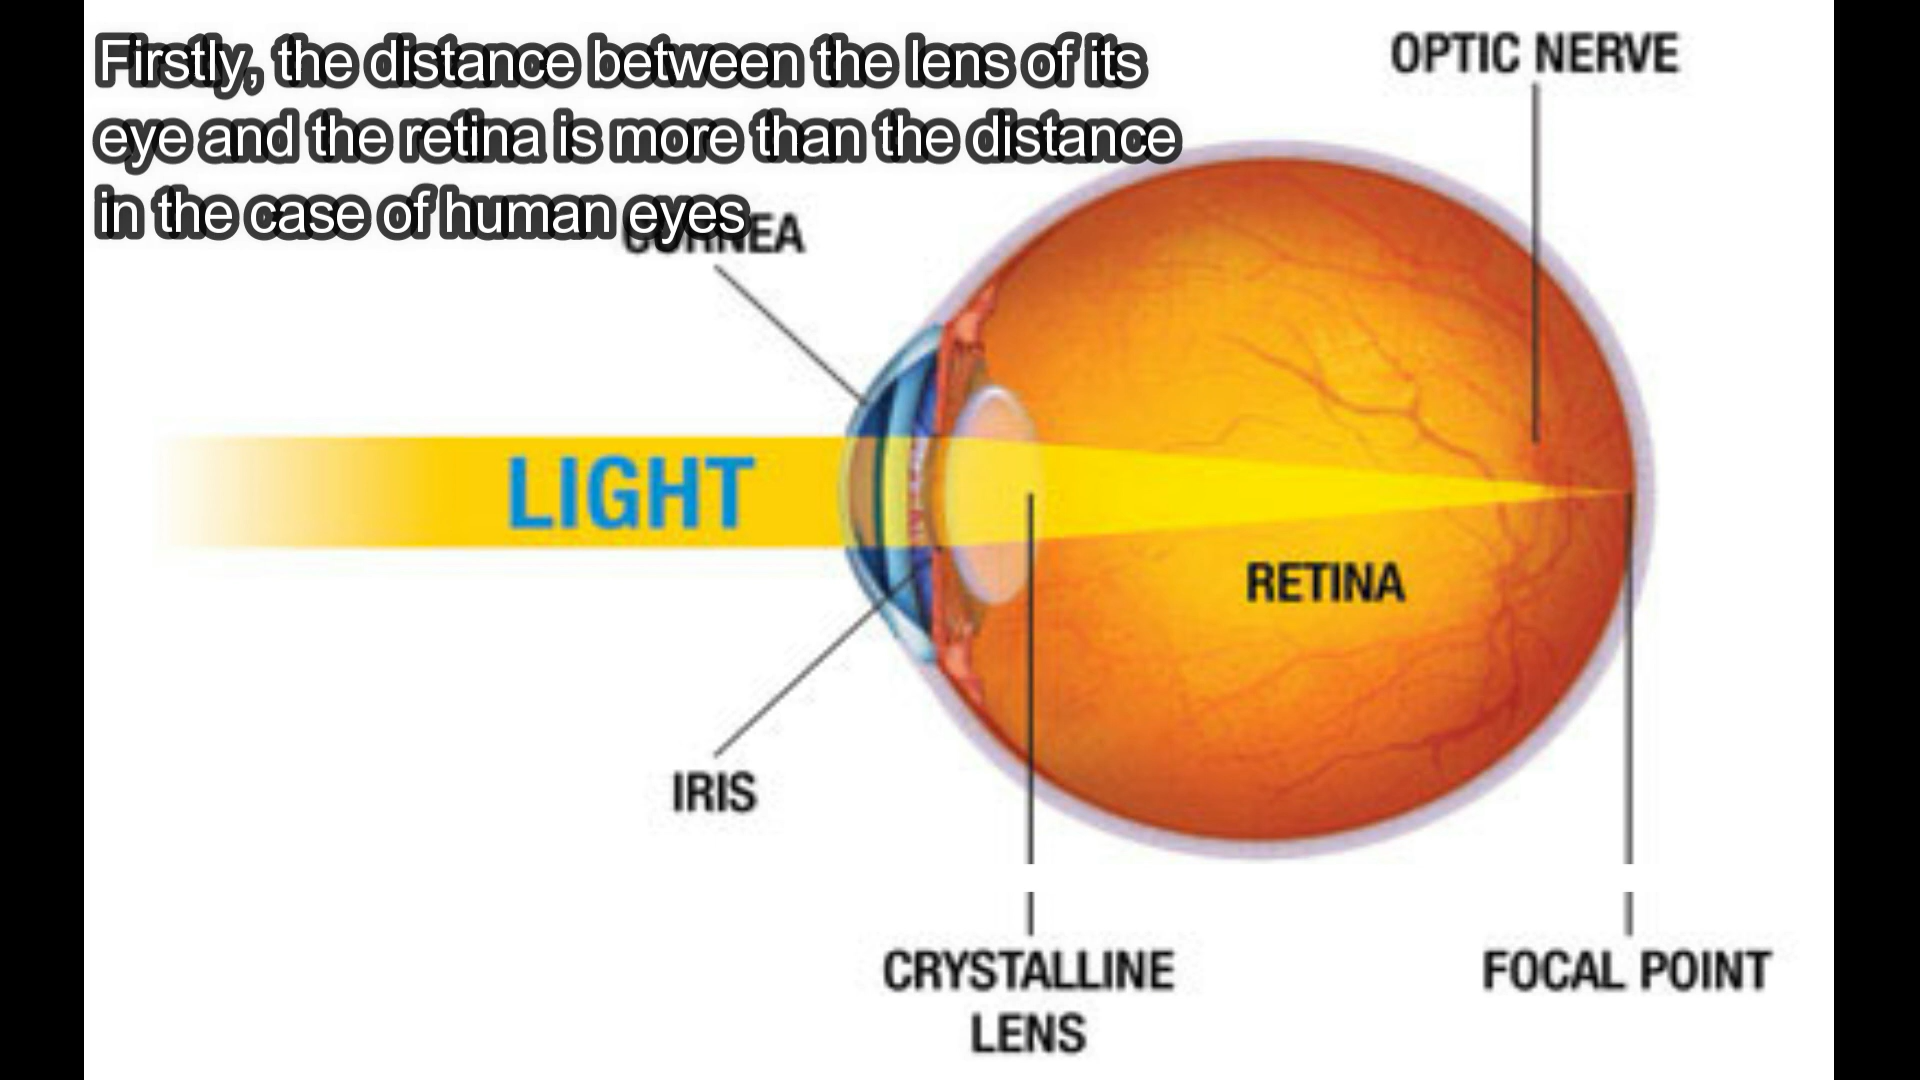 Firstly, the distance between the lens of its
eye and the retina is more than the distance
in the case of human eyes
OPTIC NERVE
CORNEA
LIGHT
RETINA
IRIS
CRYSTALLINE
LENS
FOCAL POINT